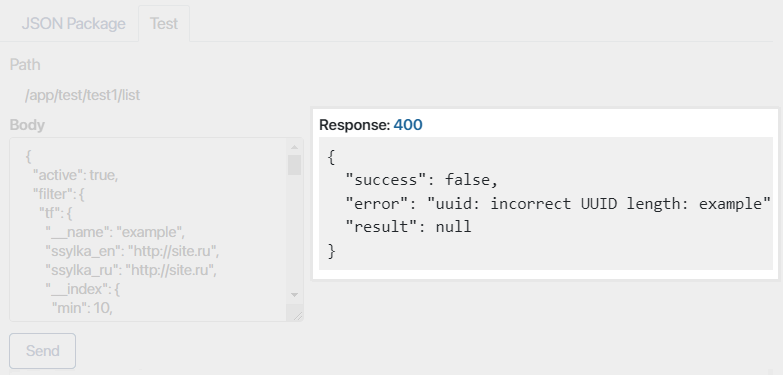 JSON Package
Test
Path
/app/test/test1/list
Body
{
"active": true,
"filter": {
"tf": {
"__name": "example",
"ssylka_en": "http://site.ru",
"ssylka_ru": "http://site.ru",
"__index": {
"min": 10,
Send
Response: 400
{
"success": false,
"error": "uuid: incorrect UUID length: example"
"result": null
}